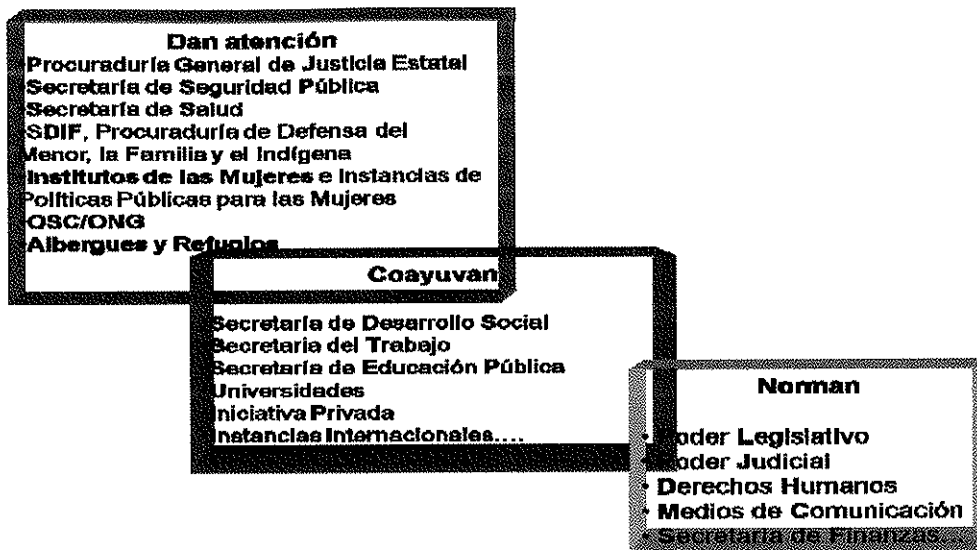 Dan atención
Procuraduría General de Justicia Estatal
Secretaría de Seguridad Pública
Secretaría de Salud
SDIF, Procuraduría de Defensa del
Menor, la Familia y el Indígena
Institutos de las Mujeres e Instancias de
Políticas Públicas para las Mujeres
OSC/ONG
Albergues y Refugios
Coayuvan
Secretaría de Desarrollo Social
Secretaria del Trabajo
Secretaría de Educación Pública
Universidades
Iniciativa Privada
Instancias Internacionales....
Norman
• Poder Legislativo
• Poder Judicial
• Derechos Humanos
• Medios de Comunicación
• Secretaría de Finanzas....